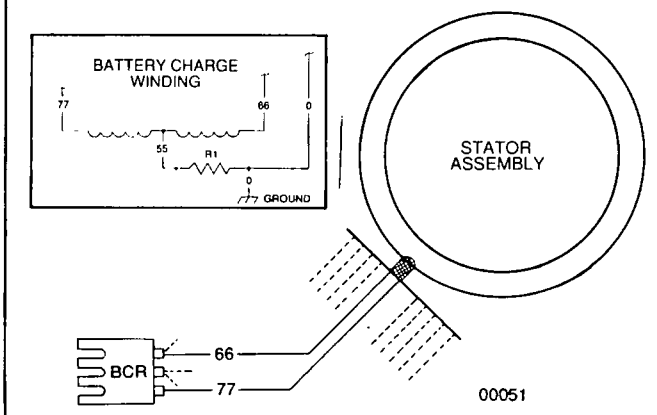 BATTERY CHARGE
WINDING
77
66
0
55
R1
0
GROUND
STATOR
ASSEMBLY
BCR
66
77
00051